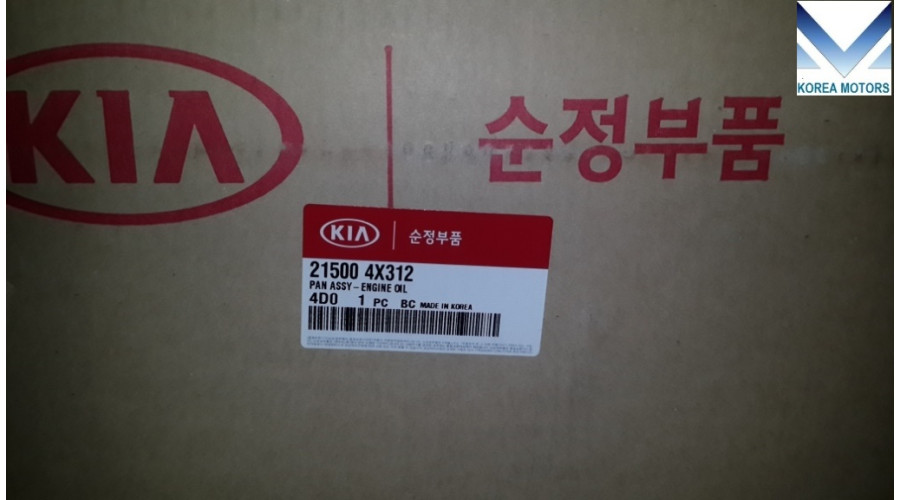 KOREA MOTORS
KIA 순정부품
KIA 순정부품
21500 4X312
PAN ASSY - ENGINE OIL
4D0 1 PC BC MADE IN KOREA